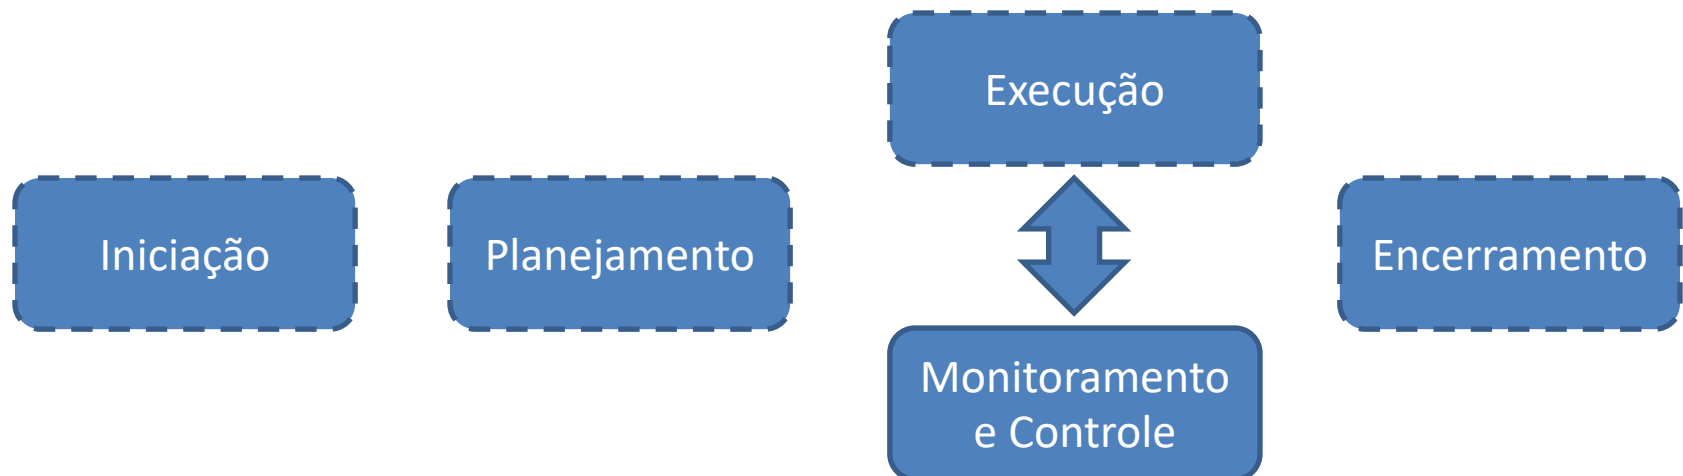 Iniciação
Planejamento
Execução
Monitoramento
e Controle
Encerramento